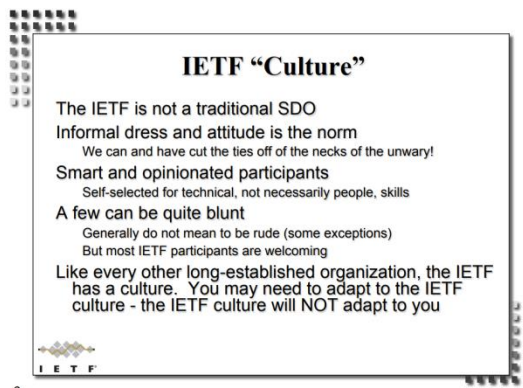 IETF “Culture”
The IETF is not a traditional SDO
Informal dress and attitude is the norm
We can and have cut the ties off of the necks of the unwary!
Smart and opinionated participants
Self-selected for technical, not necessarily people, skills
A few can be quite blunt
Generally do not mean to be rude (some exceptions)
But most IETF participants are welcoming
Like every other long-established organization, the IETF
has a culture.  You may need to adapt to the IETF
culture - the IETF culture will NOT adapt to you
I E T F